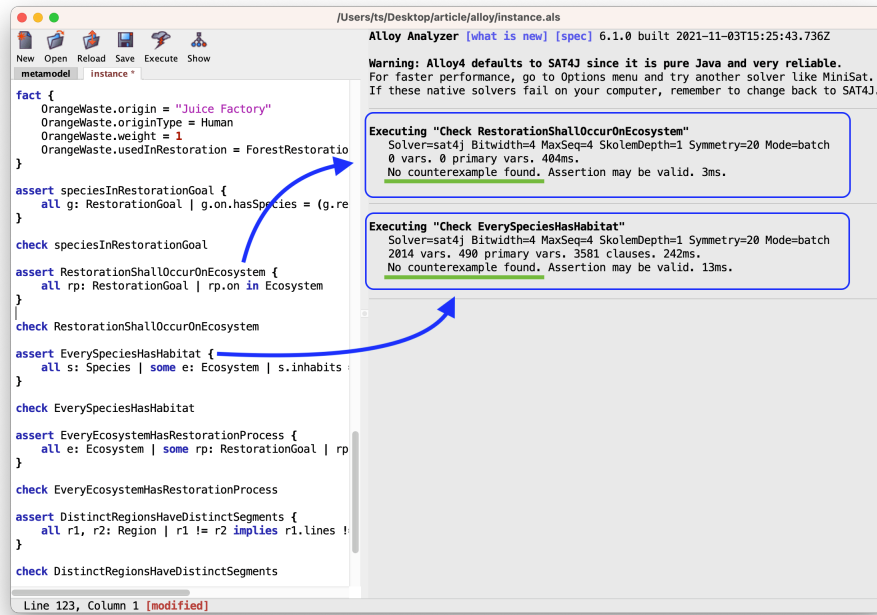 /Users/ts/Desktop/article/alloy/instance.als
New Open Reload Save Execute Show
metamodel instance *
fact {
OrangeWaste.origin = "Juice Factory"
OrangeWaste.originType = Human
OrangeWaste.weight = 1
OrangeWaste.usedInRestoration = ForestRestoratio
}
assert speciesInRestorationGoal {
all g: RestorationGoal | g.on.hasSpecies = (g.re
}
check speciesInRestorationGoal
assert RestorationShallOccurOnEcosystem {
all rp: RestorationGoal | rp.on in Ecosystem
}
check RestorationShallOccurOnEcosystem
assert EverySpeciesHasHabitat {
all s: Species | some e: Ecosystem | s.inhabits
}
check EverySpeciesHasHabitat
assert EveryEcosystemHasRestorationProcess {
all e: Ecosystem | some rp: RestorationGoal | rp
}
check EveryEcosystemHasRestorationProcess
assert DistinctRegionsHaveDistinctSegments {
all r1, r2: Region | r1 != r2 implies r1.lines !
}
check DistinctRegionsHaveDistinctSegments
Line 123, Column 1 [modified]
Alloy Analyzer [what is new] [spec] 6.1.0 built 2021-11-03T15:25:43.736Z
Warning: Alloy4 defaults to SAT4J since it is pure Java and very reliable.
For faster performance, go to Options menu and try another solver like MiniSat.
If these native solvers fail on your computer, remember to change back to SAT4J.
Executing "Check RestorationShallOccurOnEcosystem"
Solver=sat4j Bitwidth=4 MaxSeq=4 SkolemDepth=1 Symmetry=20 Mode=batch
0 vars. 0 primary vars. 404ms.
No counterexample found. Assertion may be valid. 3ms.
Executing "Check EverySpeciesHasHabitat"
Solver=sat4j Bitwidth=4 MaxSeq=4 SkolemDepth=1 Symmetry=20 Mode=batch
2014 vars. 490 primary vars. 3581 clauses. 242ms.
No counterexample found. Assertion may be valid. 13ms.